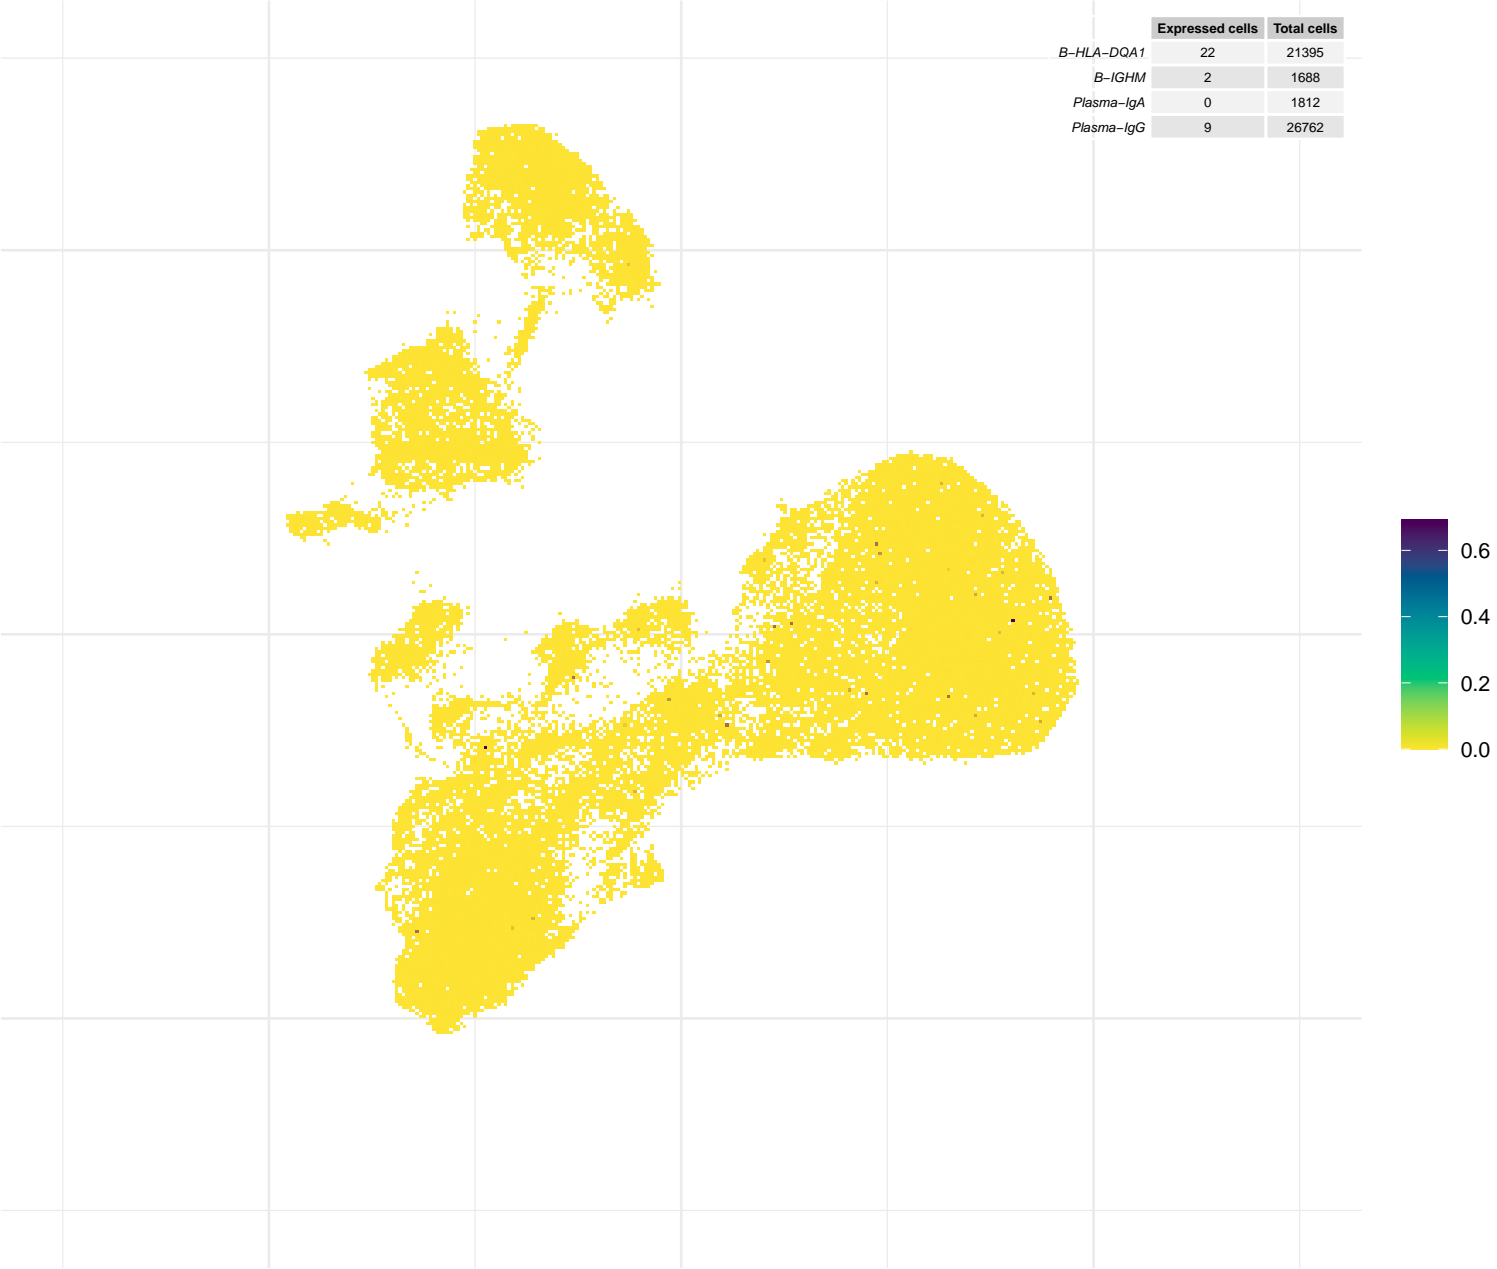 Expressed cells Total cells
B−HLA−DQA1 22 21395
B−IGHM 2 1688
Plasma−IgA 0 1812
Plasma−IgG 9 26762
0.6
0.4
0.2
0.0